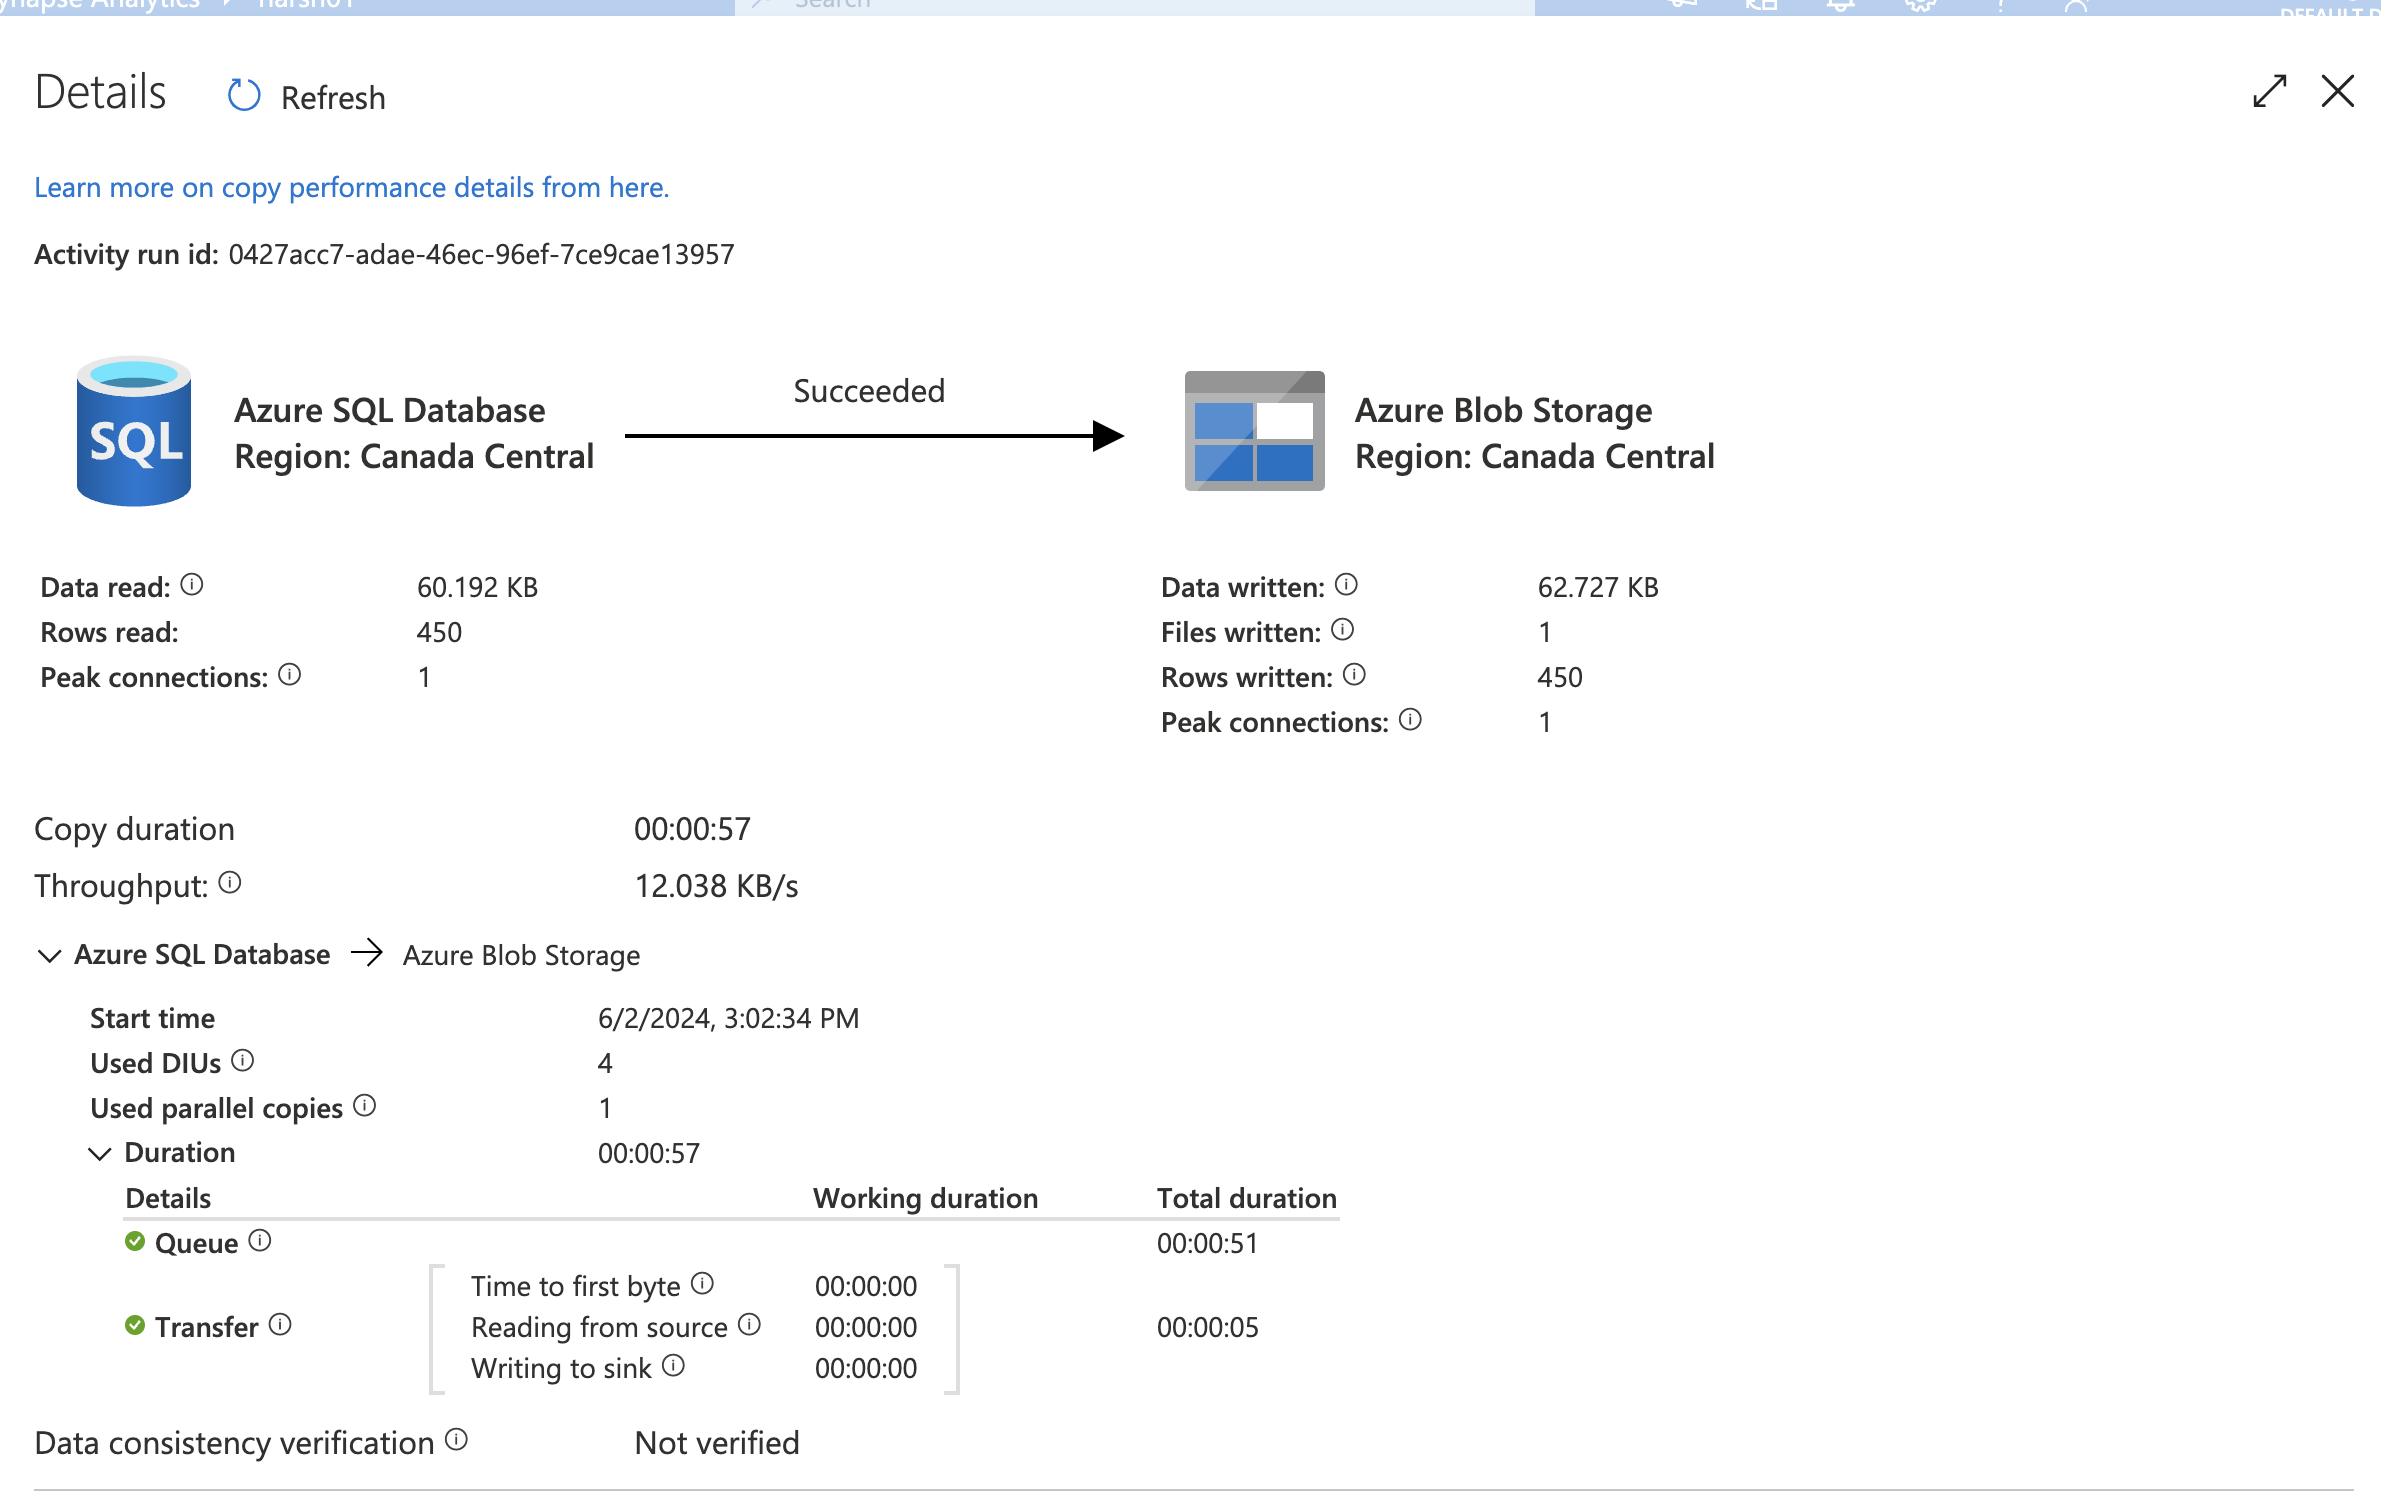 Synapse Analytics harsh01 Search
Details Refresh
Learn more on copy performance details from here.
Activity run id: 0427acc7-adae-46ec-96ef-7ce9cae13957
SQL
Azure SQL Database
Region: Canada Central
Succeeded
Azure Blob Storage
Region: Canada Central
Data read: 60.192 KB
Rows read: 450
Peak connections: 1
Data written: 62.727 KB
Files written: 1
Rows written: 450
Peak connections: 1
Copy duration 00:00:57
Throughput: 12.038 KB/s
Azure SQL Database → Azure Blob Storage
Start time 6/2/2024, 3:02:34 PM
Used DIUs 4
Used parallel copies 1
Duration 00:00:57
Details Working duration Total duration
Queue 00:00:51
Time to first byte 00:00:00
Transfer Reading from source 00:00:00 00:00:05
Writing to sink 00:00:00
Data consistency verification Not verified